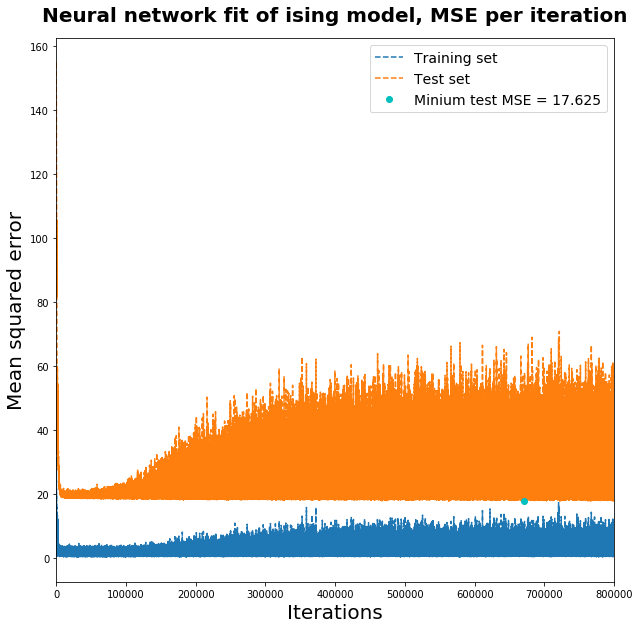 Neural network fit of ising model, MSE per iteration
Training set
Test set
Minium test MSE = 17.625
Mean squared error
160
140
120
100
80
60
40
20
0
0 100000 200000 300000 400000 500000 600000 700000 800000
Iterations